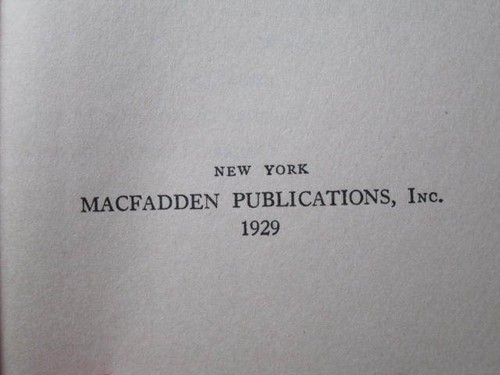 NEW YORK
MACFADDEN PUBLICATIONS, INC.
1929